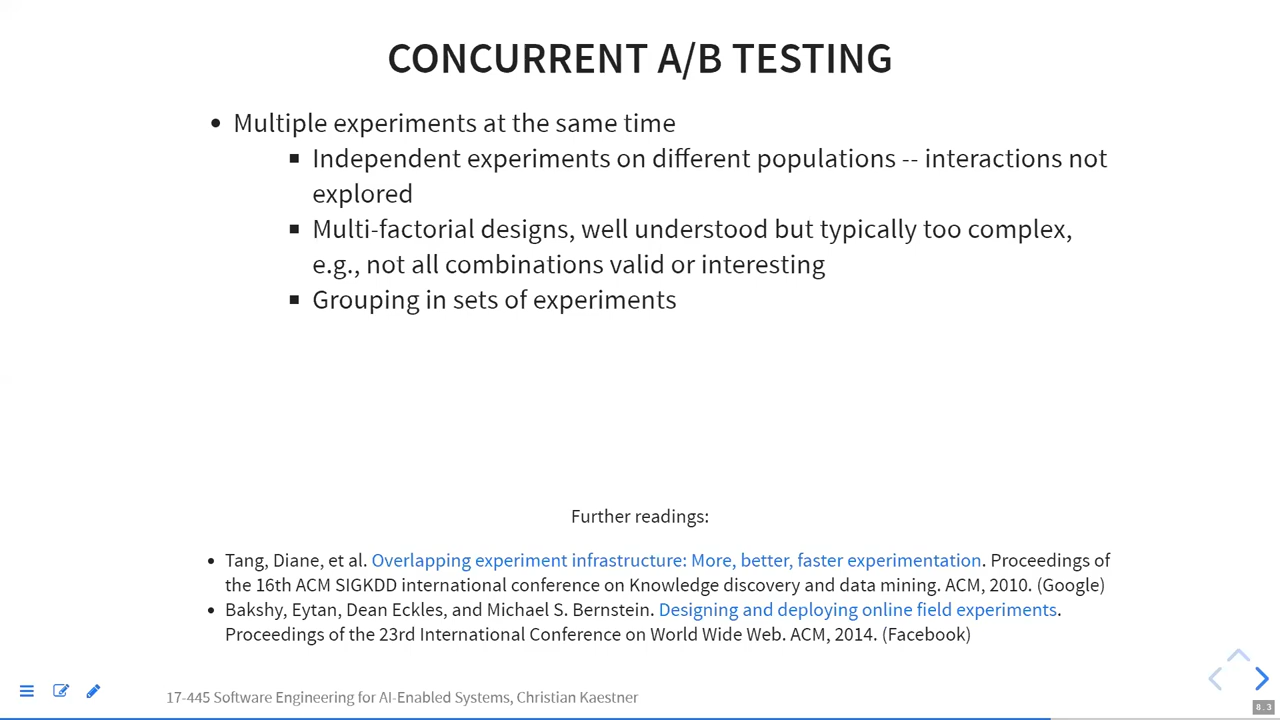 CONCURRENT A/B TESTING
• Multiple experiments at the same time
▪ Independent experiments on different populations -- interactions not
explored
▪ Multi-factorial designs, well understood but typically too complex,
e.g., not all combinations valid or interesting
▪ Grouping in sets of experiments
Further readings:
• Tang, Diane, et al. Overlapping experiment infrastructure: More, better, faster experimentation. Proceedings of
the 16th ACM SIGKDD international conference on Knowledge discovery and data mining. ACM, 2010. (Google)
• Bakshy, Eytan, Dean Eckles, and Michael S. Bernstein. Designing and deploying online field experiments.
Proceedings of the 23rd International Conference on World Wide Web. ACM, 2014. (Facebook)
17-445 Software Engineering for AI-Enabled Systems, Christian Kaestner
8.3